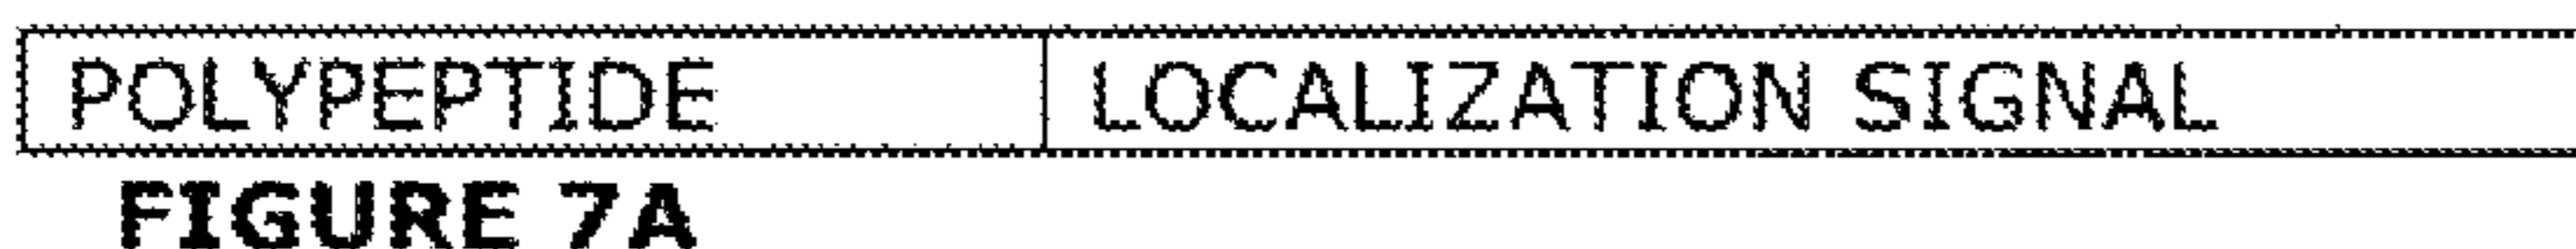 POLYPEPTIDE LOCALIZATION SIGNAL
FIGURE 7A